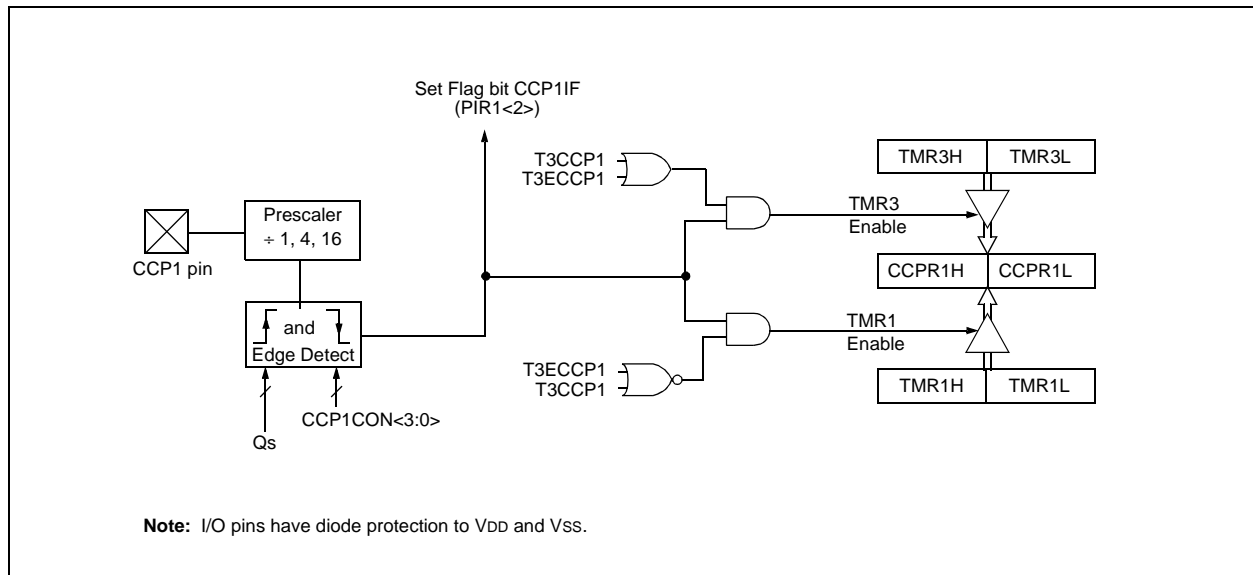 Set Flag bit CCP1IF
(PIR1<2>)
TMR3H
TMR3L
T3CCP1
T3ECCP1
Prescaler
÷ 1, 4, 16
TMR3
Enable
CCP1 pin
CCPR1H
CCPR1L
and
Edge Detect
TMR1
Enable
T3ECCP1
T3CCP1
TMR1H
TMR1L
CCP1CON<3:0>
Qs
Note: I/O pins have diode protection to VDD and VSS.